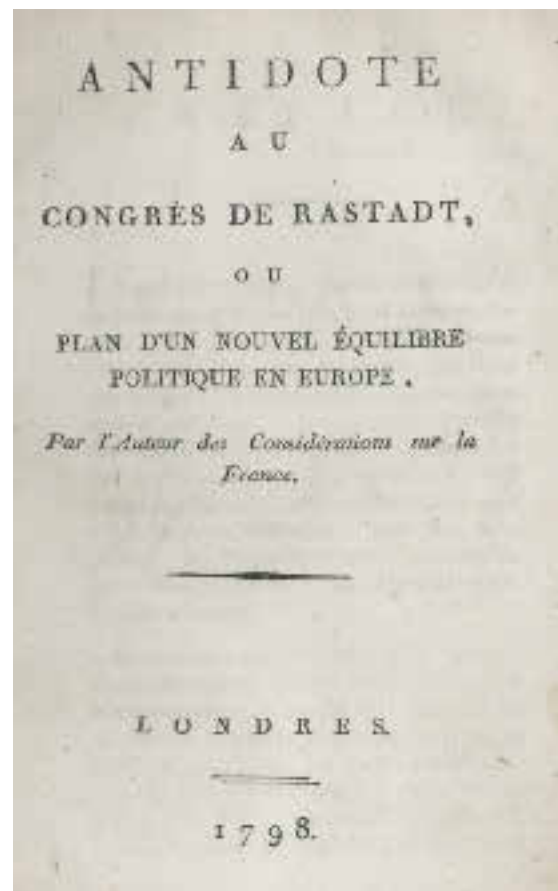 ANTIDOTE
AU
CONGRÉS DE RASTADT,
OU
PLAN D'UN NOUVEL ÉQUILIBRE
POLITIQUE EN EUROPE.
Par l'Auteur des Considérations sur la
France.
LONDRES.
1798.